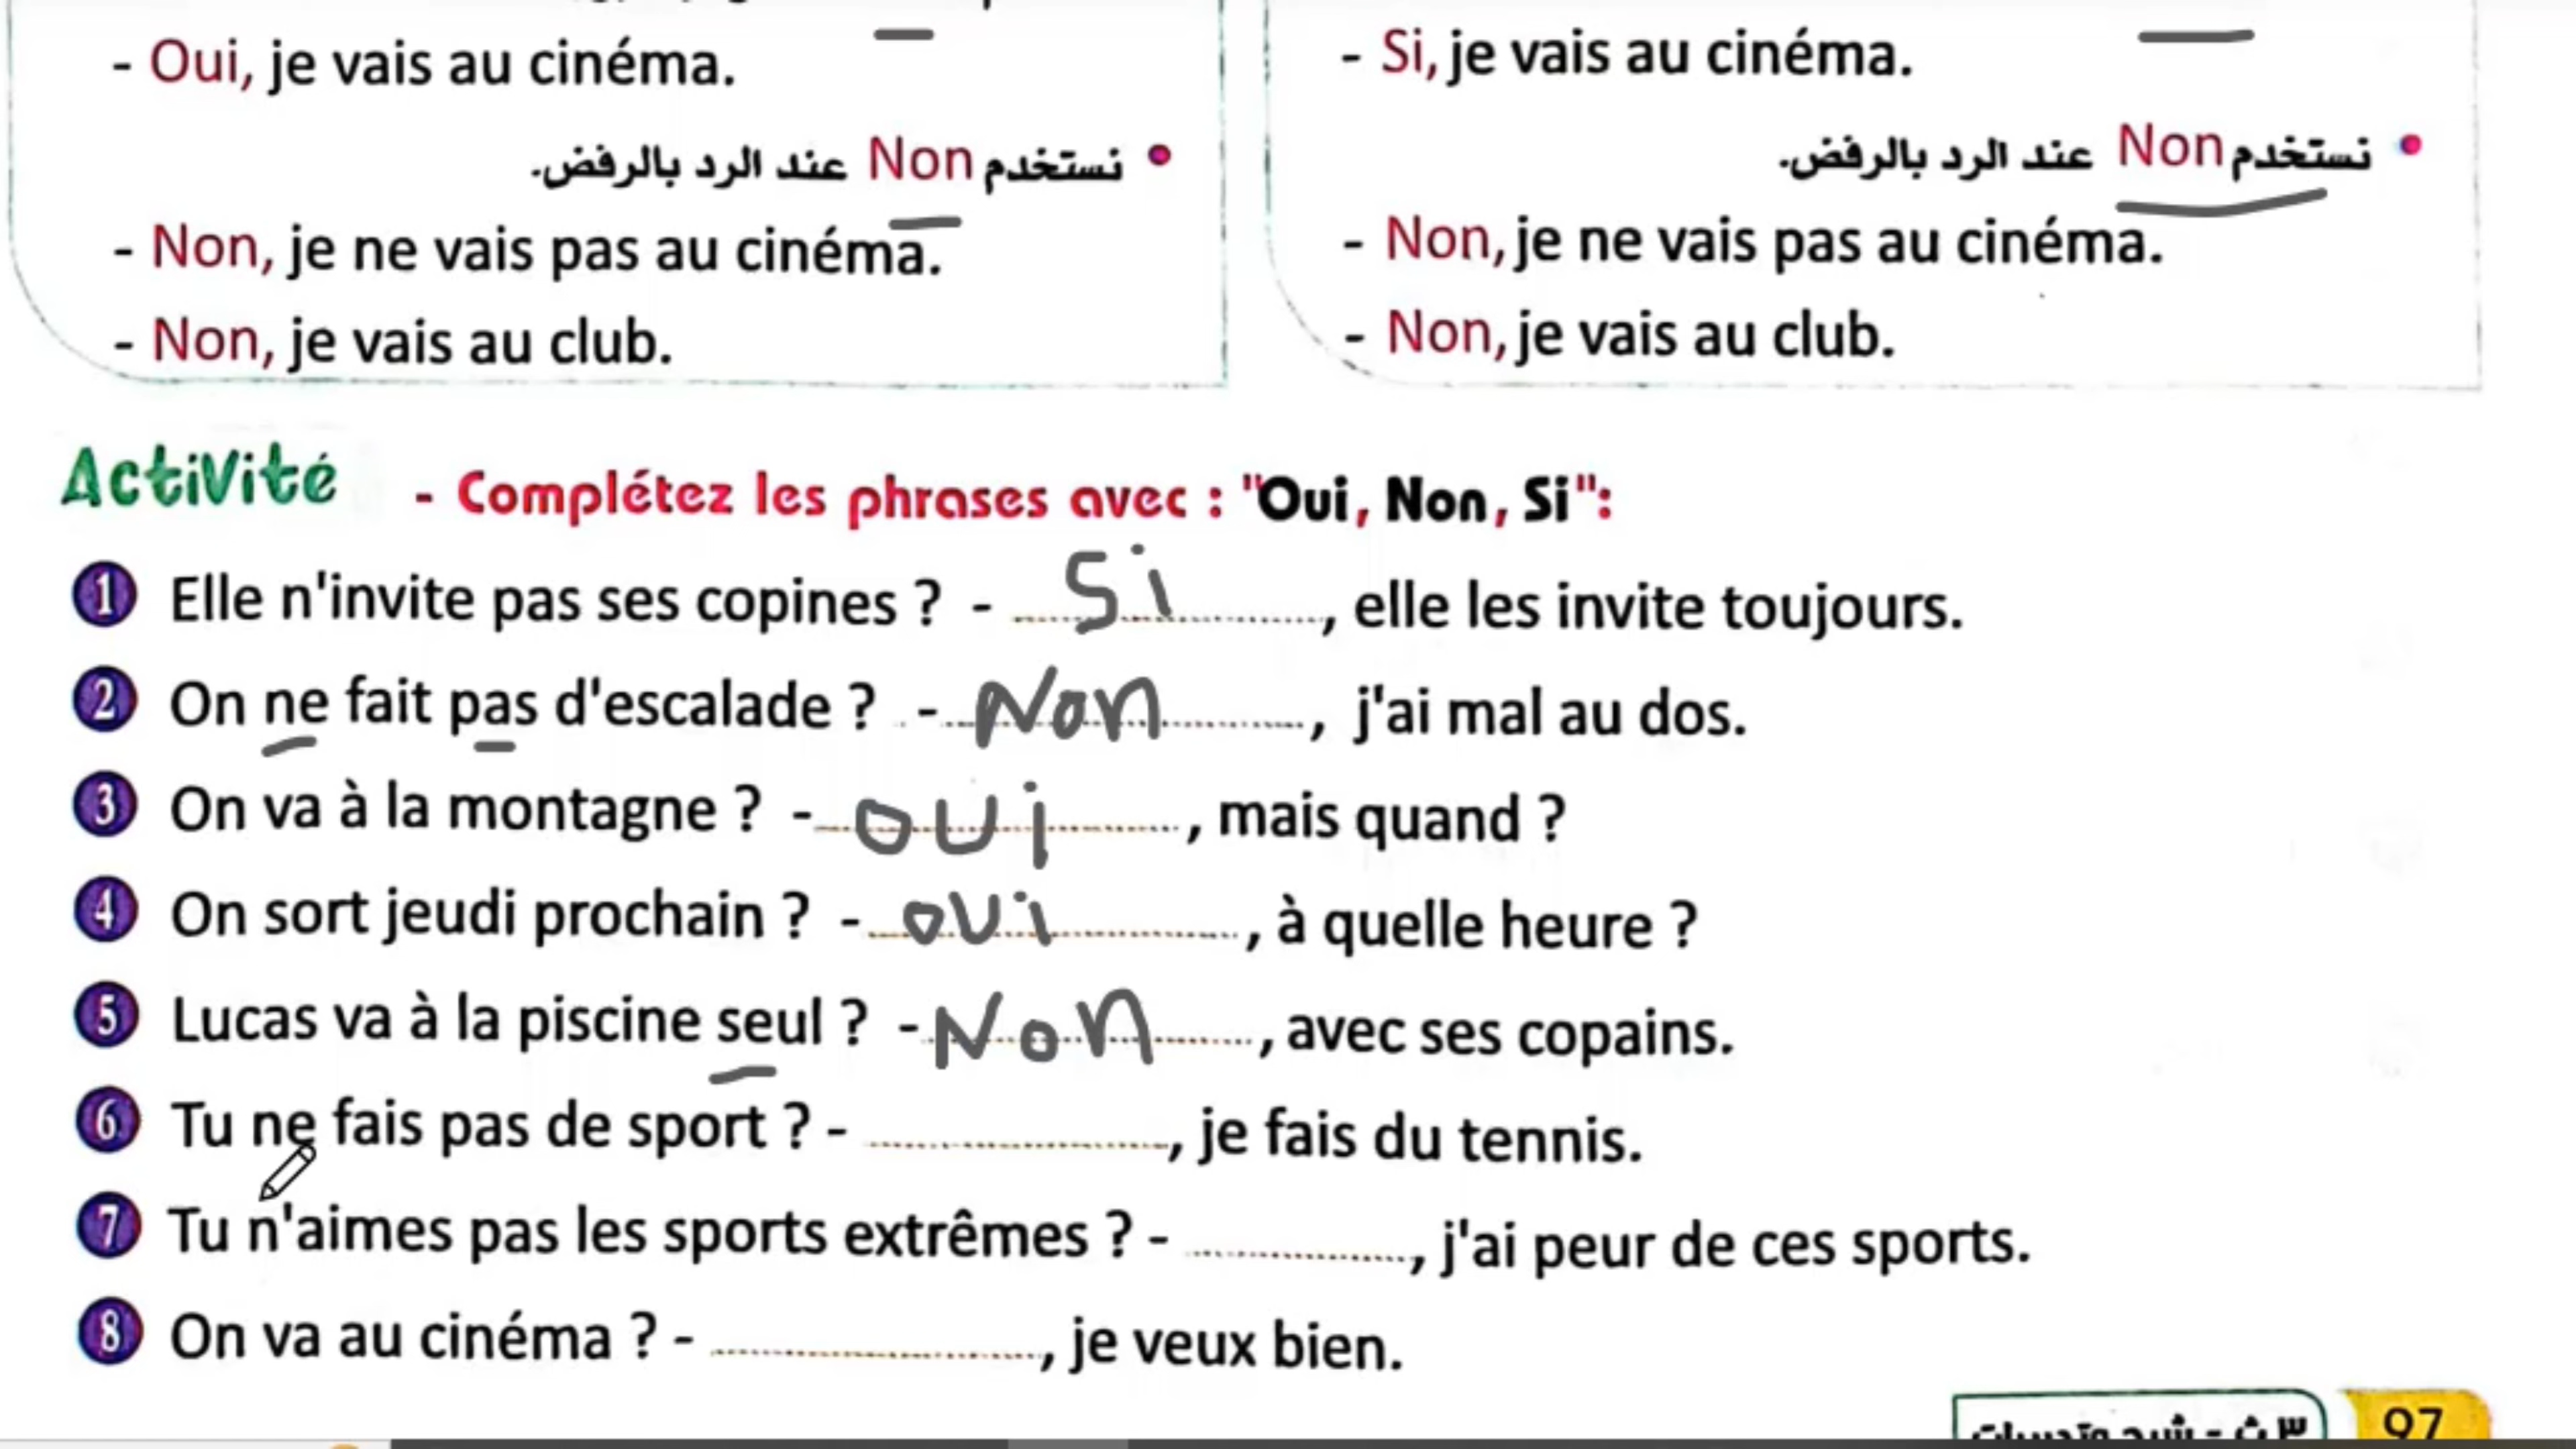 - Oui, je vais au cinéma.
• نستخدم Non عند الرد بالرفض.
- Non, je ne vais pas au cinéma.
- Non, je vais au club.
- Si, je vais au cinéma.
• نستخدم Non عند الرد بالرفض.
- Non, je ne vais pas au cinéma.
- Non, je vais au club.
Activité - Complétez les phrases avec : "Oui, Non, Si":
1 Elle n'invite pas ses copines ? - Si, elle les invite toujours.
2 On ne fait pas d'escalade ? - Non, j'ai mal au dos.
3 On va à la montagne ? - oui, mais quand ?
4 On sort jeudi prochain ? - oui, à quelle heure ?
5 Lucas va à la piscine seul ? - Non, avec ses copains.
6 Tu ne fais pas de sport ? - ............, je fais du tennis.
7 Tu n'aimes pas les sports extrêmes ? - ............, j'ai peur de ces sports.
8 On va au cinéma ? - ............, je veux bien.
97